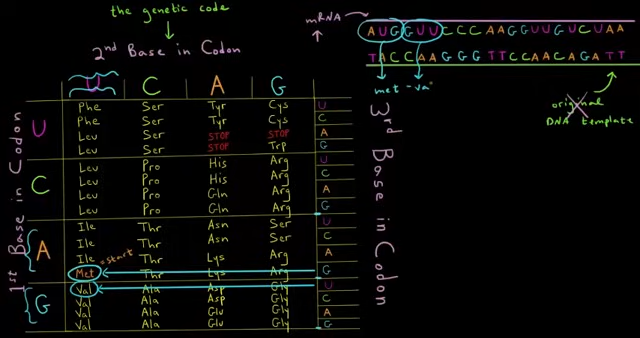 the genetic code
2nd Base in Codon
mRNA
AUGGUUCCCAAGGUUGUCUAA
TACCAAGGGTTCCAACAGATT
met - val
original
DNA template
U C A G
1st Base in Codon
3rd Base in Codon
U
Phe Ser Tyr Cys U
Phe Ser Tyr Cys C
Leu Ser STOP STOP A
Leu Ser STOP Trp G
C
Leu Pro His Arg U
Leu Pro His Arg C
Leu Pro Gln Arg A
Leu Pro Gln Arg G
A
Ile Thr Asn Ser U
Ile Thr Asn Ser C
Ile Thr Lys Arg A
=start
Met Thr Lys Arg G
G
Val Ala Asp Gly U
Val Ala Asp Gly C
Val Ala Glu Gly A
Val Ala Glu Gly G